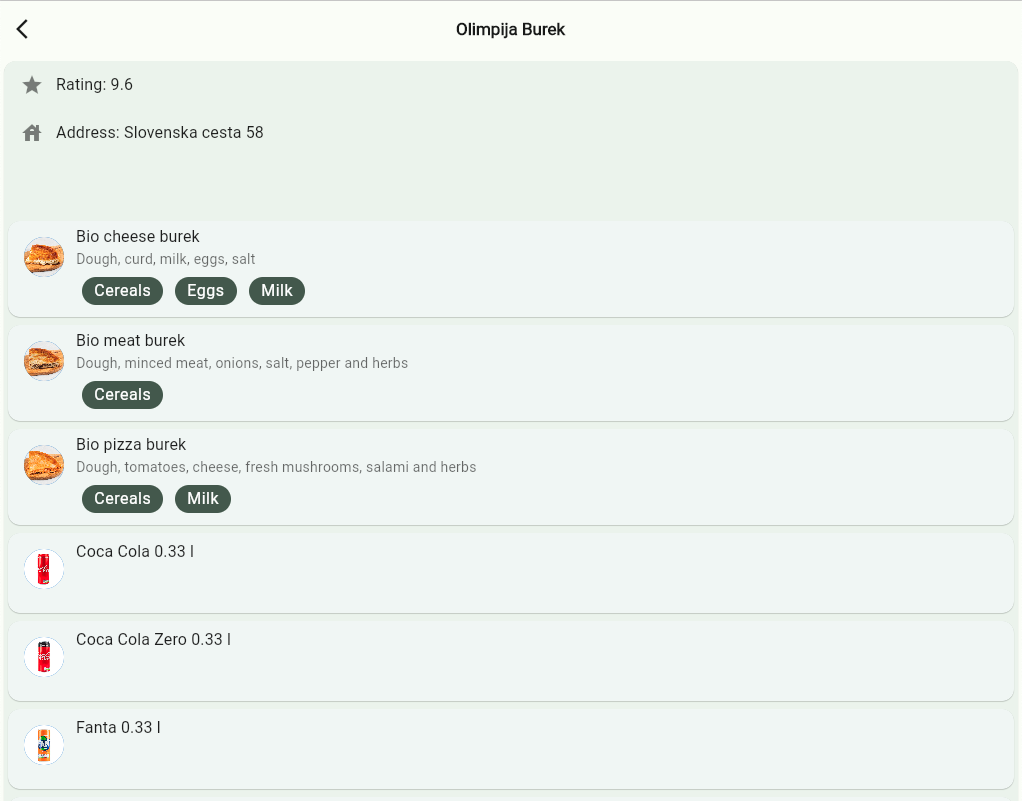 Olimpija Burek
Rating: 9.6
Address: Slovenska cesta 58
Bio cheese burek
Dough, curd, milk, eggs, salt
Cereals Eggs Milk
Bio meat burek
Dough, minced meat, onions, salt, pepper and herbs
Cereals
Bio pizza burek
Dough, tomatoes, cheese, fresh mushrooms, salami and herbs
Cereals Milk
Coca Cola 0.33 l
Coca Cola Zero 0.33 l
Fanta 0.33 l